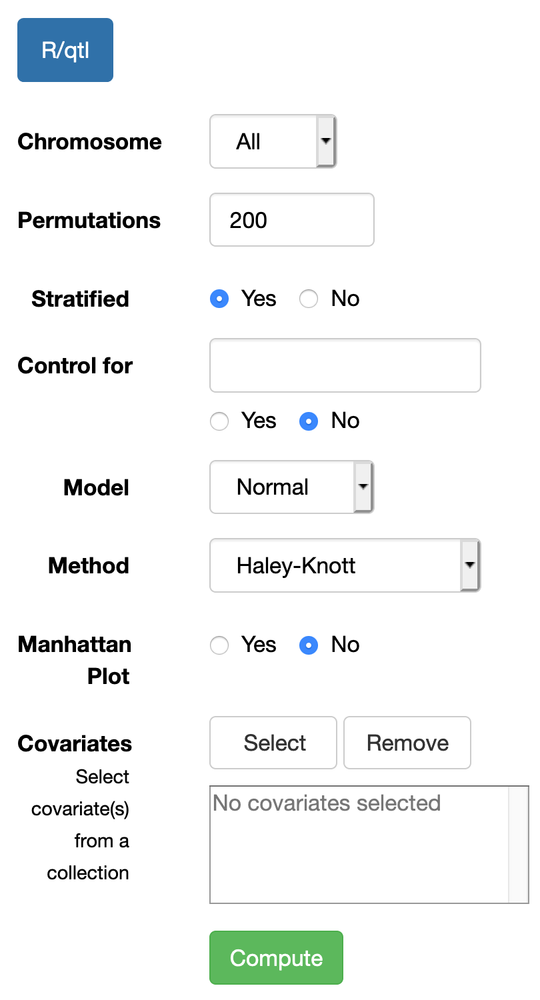 R/qtl
Chromosome All
Permutations 200
Stratified Yes No
Control for
Yes No
Model Normal
Method Haley-Knott
Manhattan Yes No
Plot
Covariates Select Remove
Select No covariates selected
covariate(s)
from a
collection
Compute